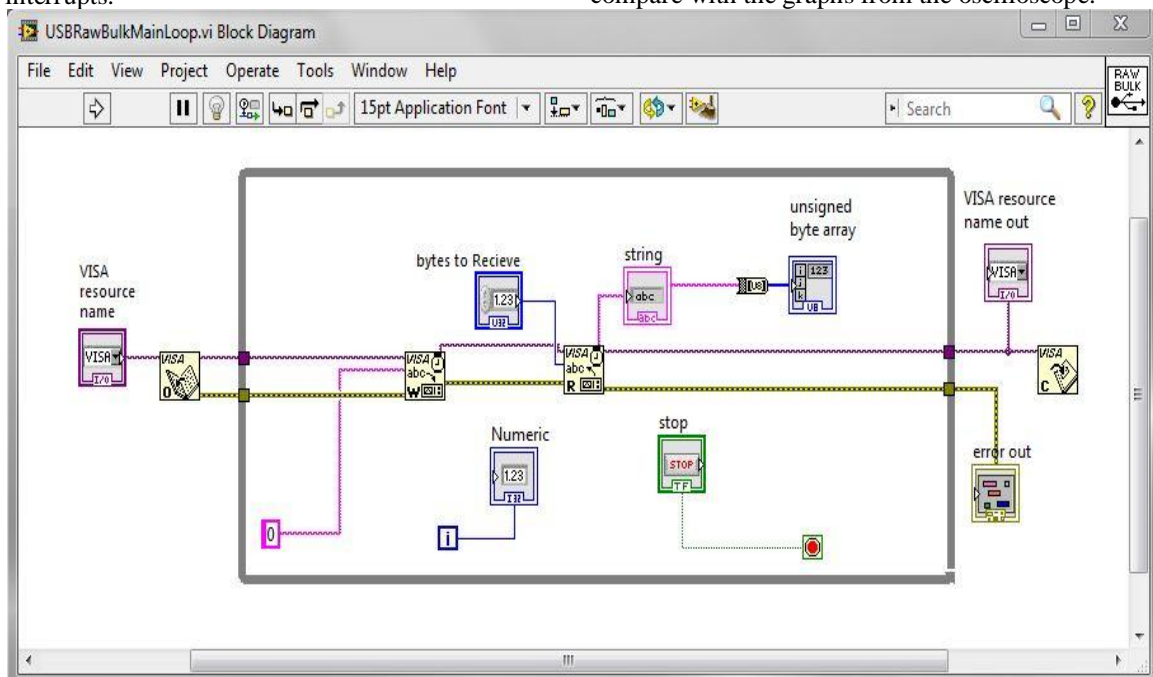 interrupts.
compare with the graphs from the oscilloscope.
USBRawBulkMainLoop.vi Block Diagram
File Edit View Project Operate Tools Window Help
15pt Application Font
Search
RAW
BULK
unsigned
byte array
VISA resource
name out
bytes to Recieve
string
VISA
resource
name
1.23
U32
abc
abc
[U8]
i 123
j
k
U8
VISA
I/O
VISA
I/O
VISA
O
VISA
abc
W
VISA
abc
R
VISA
C
Numeric
1.23
I32
stop
STOP
TF
error out
0
i